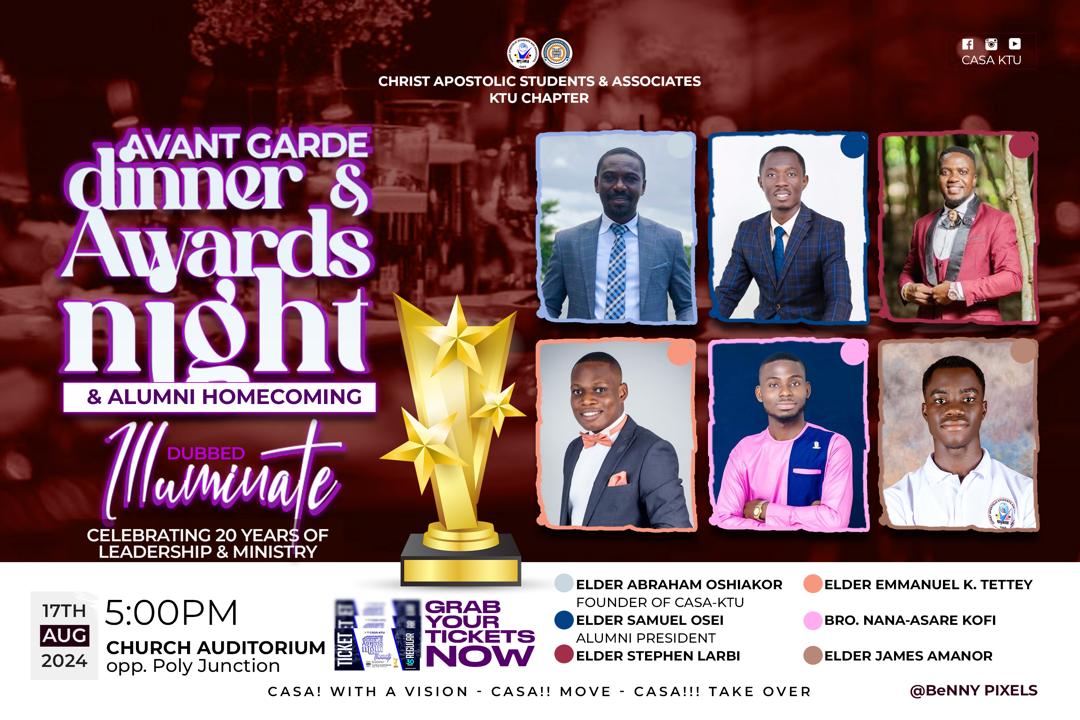 CHRIST APOSTOLIC STUDENTS & ASSOCIATES
KTU CHAPTER
CASA KTU
AVANT GARDE
dinner &
Awards
night
& ALUMNI HOMECOMING
DUBBED
Illuminate
CELEBRATING 20 YEARS OF
LEADERSHIP & MINISTRY
17TH
AUG
2024
5:00PM
CHURCH AUDITORIUM
opp. Poly Junction
TICKET
REGULAR
GRAB
YOUR
TICKETS
NOW
ELDER ABRAHAM OSHIAKOR
FOUNDER OF CASA-KTU
ELDER SAMUEL OSEI
ALUMNI PRESIDENT
ELDER STEPHEN LARBI
ELDER EMMANUEL K. TETTEY
BRO. NANA-ASARE KOFI
ELDER JAMES AMANOR
CASA! WITH A VISION - CASA!! MOVE - CASA!!! TAKE OVER
@BeNNY PIXELS